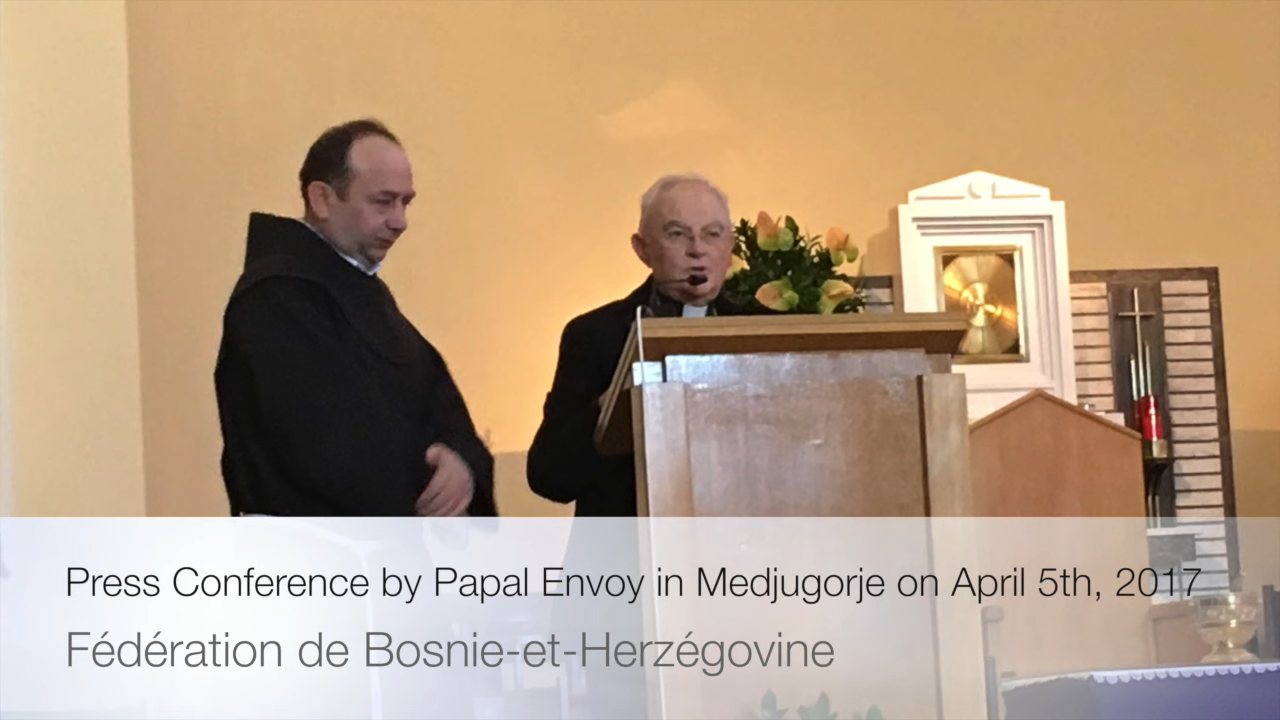 Press Conference by Papal Envoy in Medjugorje on April 5th, 2017
Fédération de Bosnie-et-Herzégovine